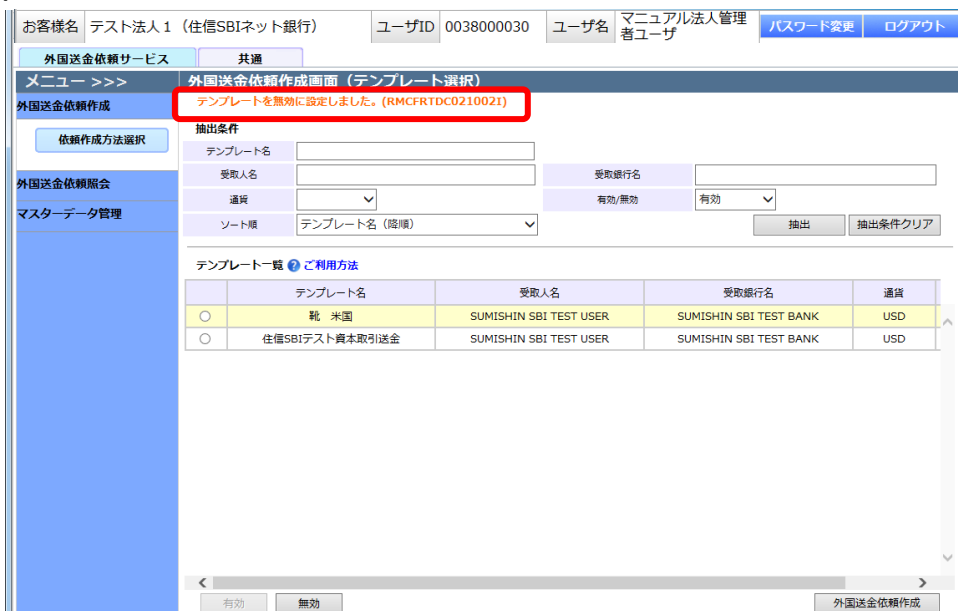 お客様名 テスト法人1（住信SBIネット銀行） ユーザID 0038000030 ユーザ名 マニュアル法人管理者ユーザ パスワード変更 ログアウト
外国送金依頼サービス 共通
メニュー >>> 外国送金依頼作成画面（テンプレート選択）
外国送金依頼作成 テンプレートを無効に設定しました。(RMCFRTDC021002I)
依頼作成方法選択
外国送金依頼照会
マスターデータ管理
抽出条件
テンプレート名
受取人名 受取銀行名
通貨 有効/無効 有効
ソート順 テンプレート名（降順） 抽出 抽出条件クリア
テンプレート一覧 ? ご利用方法
テンプレート名 受取人名 受取銀行名 通貨
靴　米国 SUMISHIN SBI TEST USER SUMISHIN SBI TEST BANK USD
住信SBIテスト資本取引送金 SUMISHIN SBI TEST USER SUMISHIN SBI TEST BANK USD
有効 無効 外国送金依頼作成